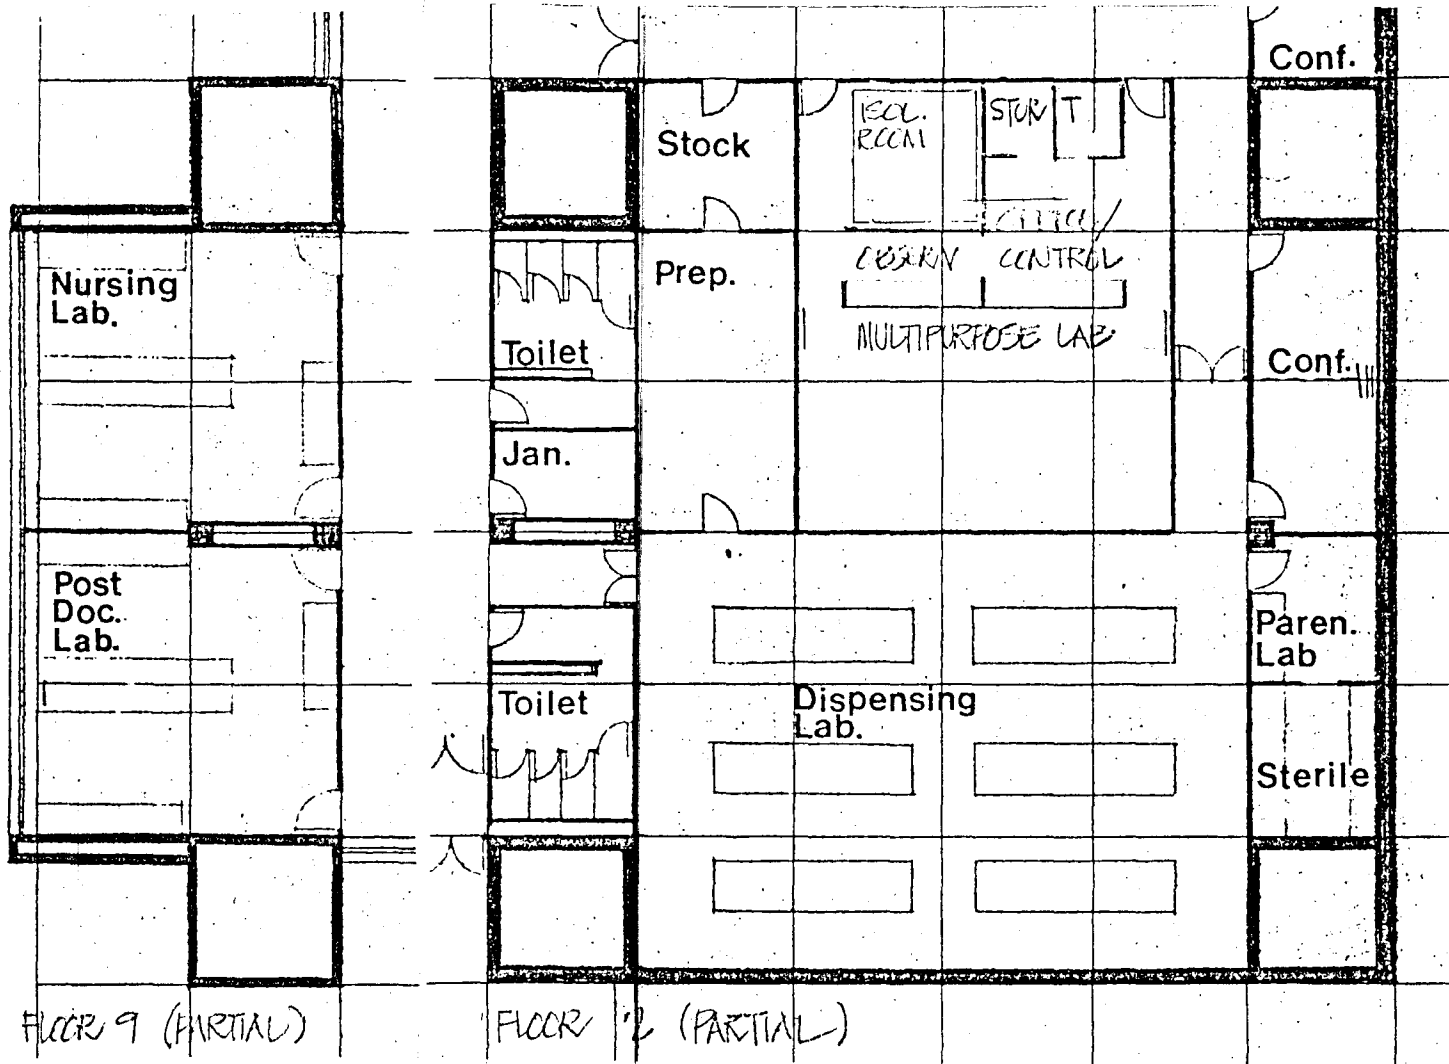 Conf.
Stock
ISOL.
ROOM
STOR
T
Nursing
Lab.
Prep.
OBSERV
CONTROL
Toilet
MULTIPURPOSE LAB.
Conf.
Jan.
Post
Doc.
Lab.
Paren.
Lab
Toilet
Dispensing
Lab.
Sterile
FLOOR 9 (PARTIAL)
FLOOR 12 (PARTIAL)